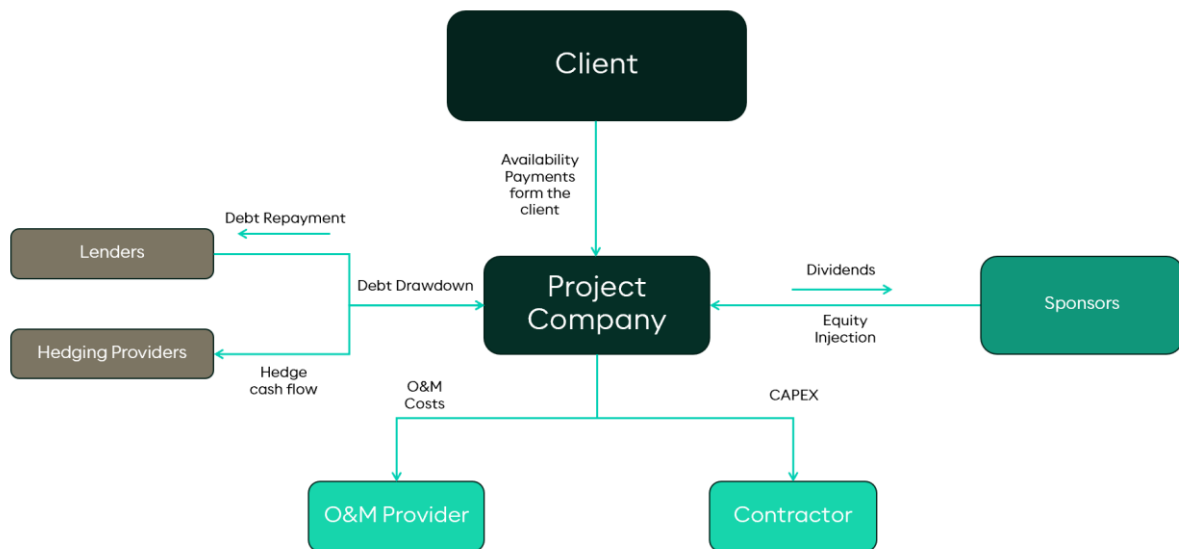 Client
Availability
Payments
form the
client
Debt Repayment
Lenders
Debt Drawdown
Project
Company
Dividends
Sponsors
Equity
Injection
Hedging Providers
Hedge
cash flow
O&M
Costs
CAPEX
O&M Provider
Contractor